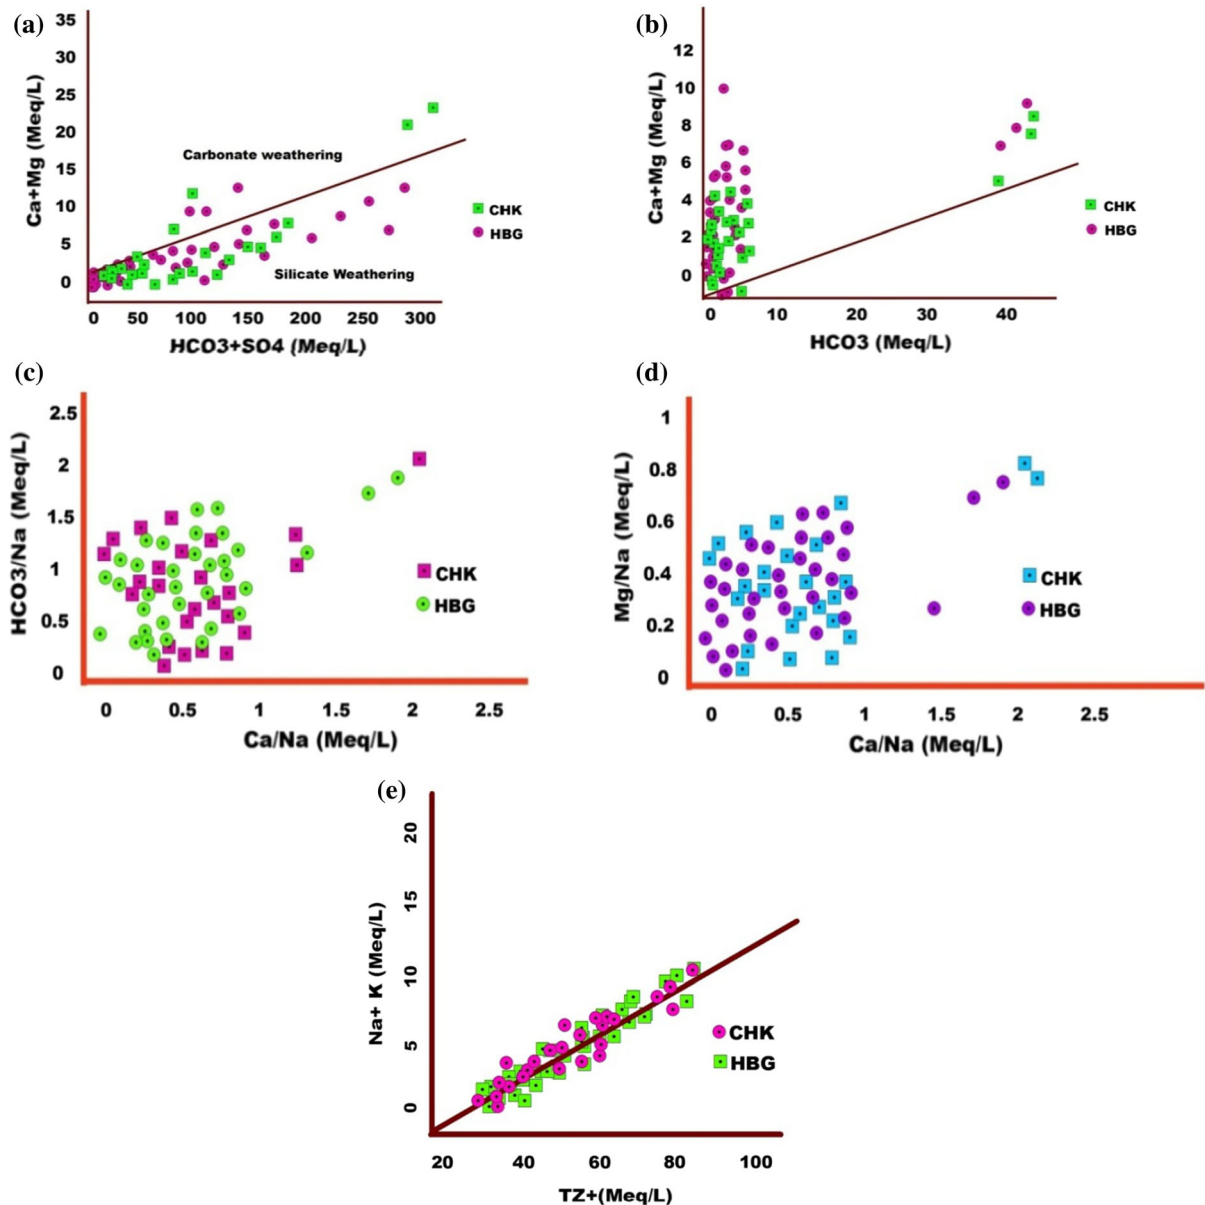 (a)
35
30
25
20
15
10
5
0
Ca+Mg (Meq/L)
Carbonate weathering
Silicate Weathering
CHK
HBG
0 50 100 150 200 250 300
HCO3+SO4 (Meq/L)
(b)
12
10
8
6
4
2
0
Ca+Mg (Meq/L)
CHK
HBG
0 10 20 30 40
HCO3 (Meq/L)
(c)
2.5
2
1.5
1
0.5
0
HCO3/Na (Meq/L)
CHK
HBG
0 0.5 1 2 2.5
Ca/Na (Meq/L)
(d)
1
0.8
0.6
0.4
0.2
0
Mg/Na (Meq/L)
CHK
HBG
0 0.5 1 1.5 2 2.5
Ca/Na (Meq/L)
(e)
20
15
10
5
0
Na+ K (Meq/L)
CHK
HBG
20 40 60 80 100
TZ+(Meq/L)